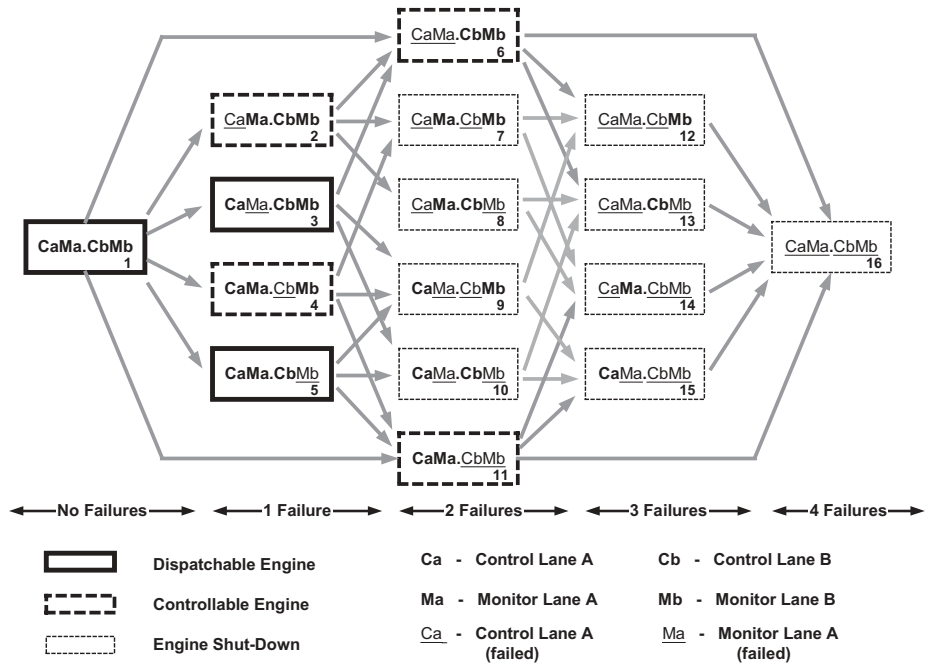 CaMa.CbMb
6
CaMa.CbMb
2
CaMa.CbMb
7
CaMa.CbMb
12
CaMa.CbMb
3
CaMa.CbMb
8
CaMa.CbMb
13
CaMa.CbMb
1
CaMa.CbMb
16
CaMa.CbMb
4
CaMa.CbMb
9
CaMa.CbMb
14
CaMa.CbMb
5
CaMa.CbMb
10
CaMa.CbMb
15
CaMa.CbMb
11
No Failures
1 Failure
2 Failures
3 Failures
4 Failures
Dispatchable Engine
Ca - Control Lane A
Cb - Control Lane B
Controllable Engine
Ma - Monitor Lane A
Mb - Monitor Lane B
Engine Shut-Down
Ca - Control Lane A
(failed)
Ma - Monitor Lane A
(failed)